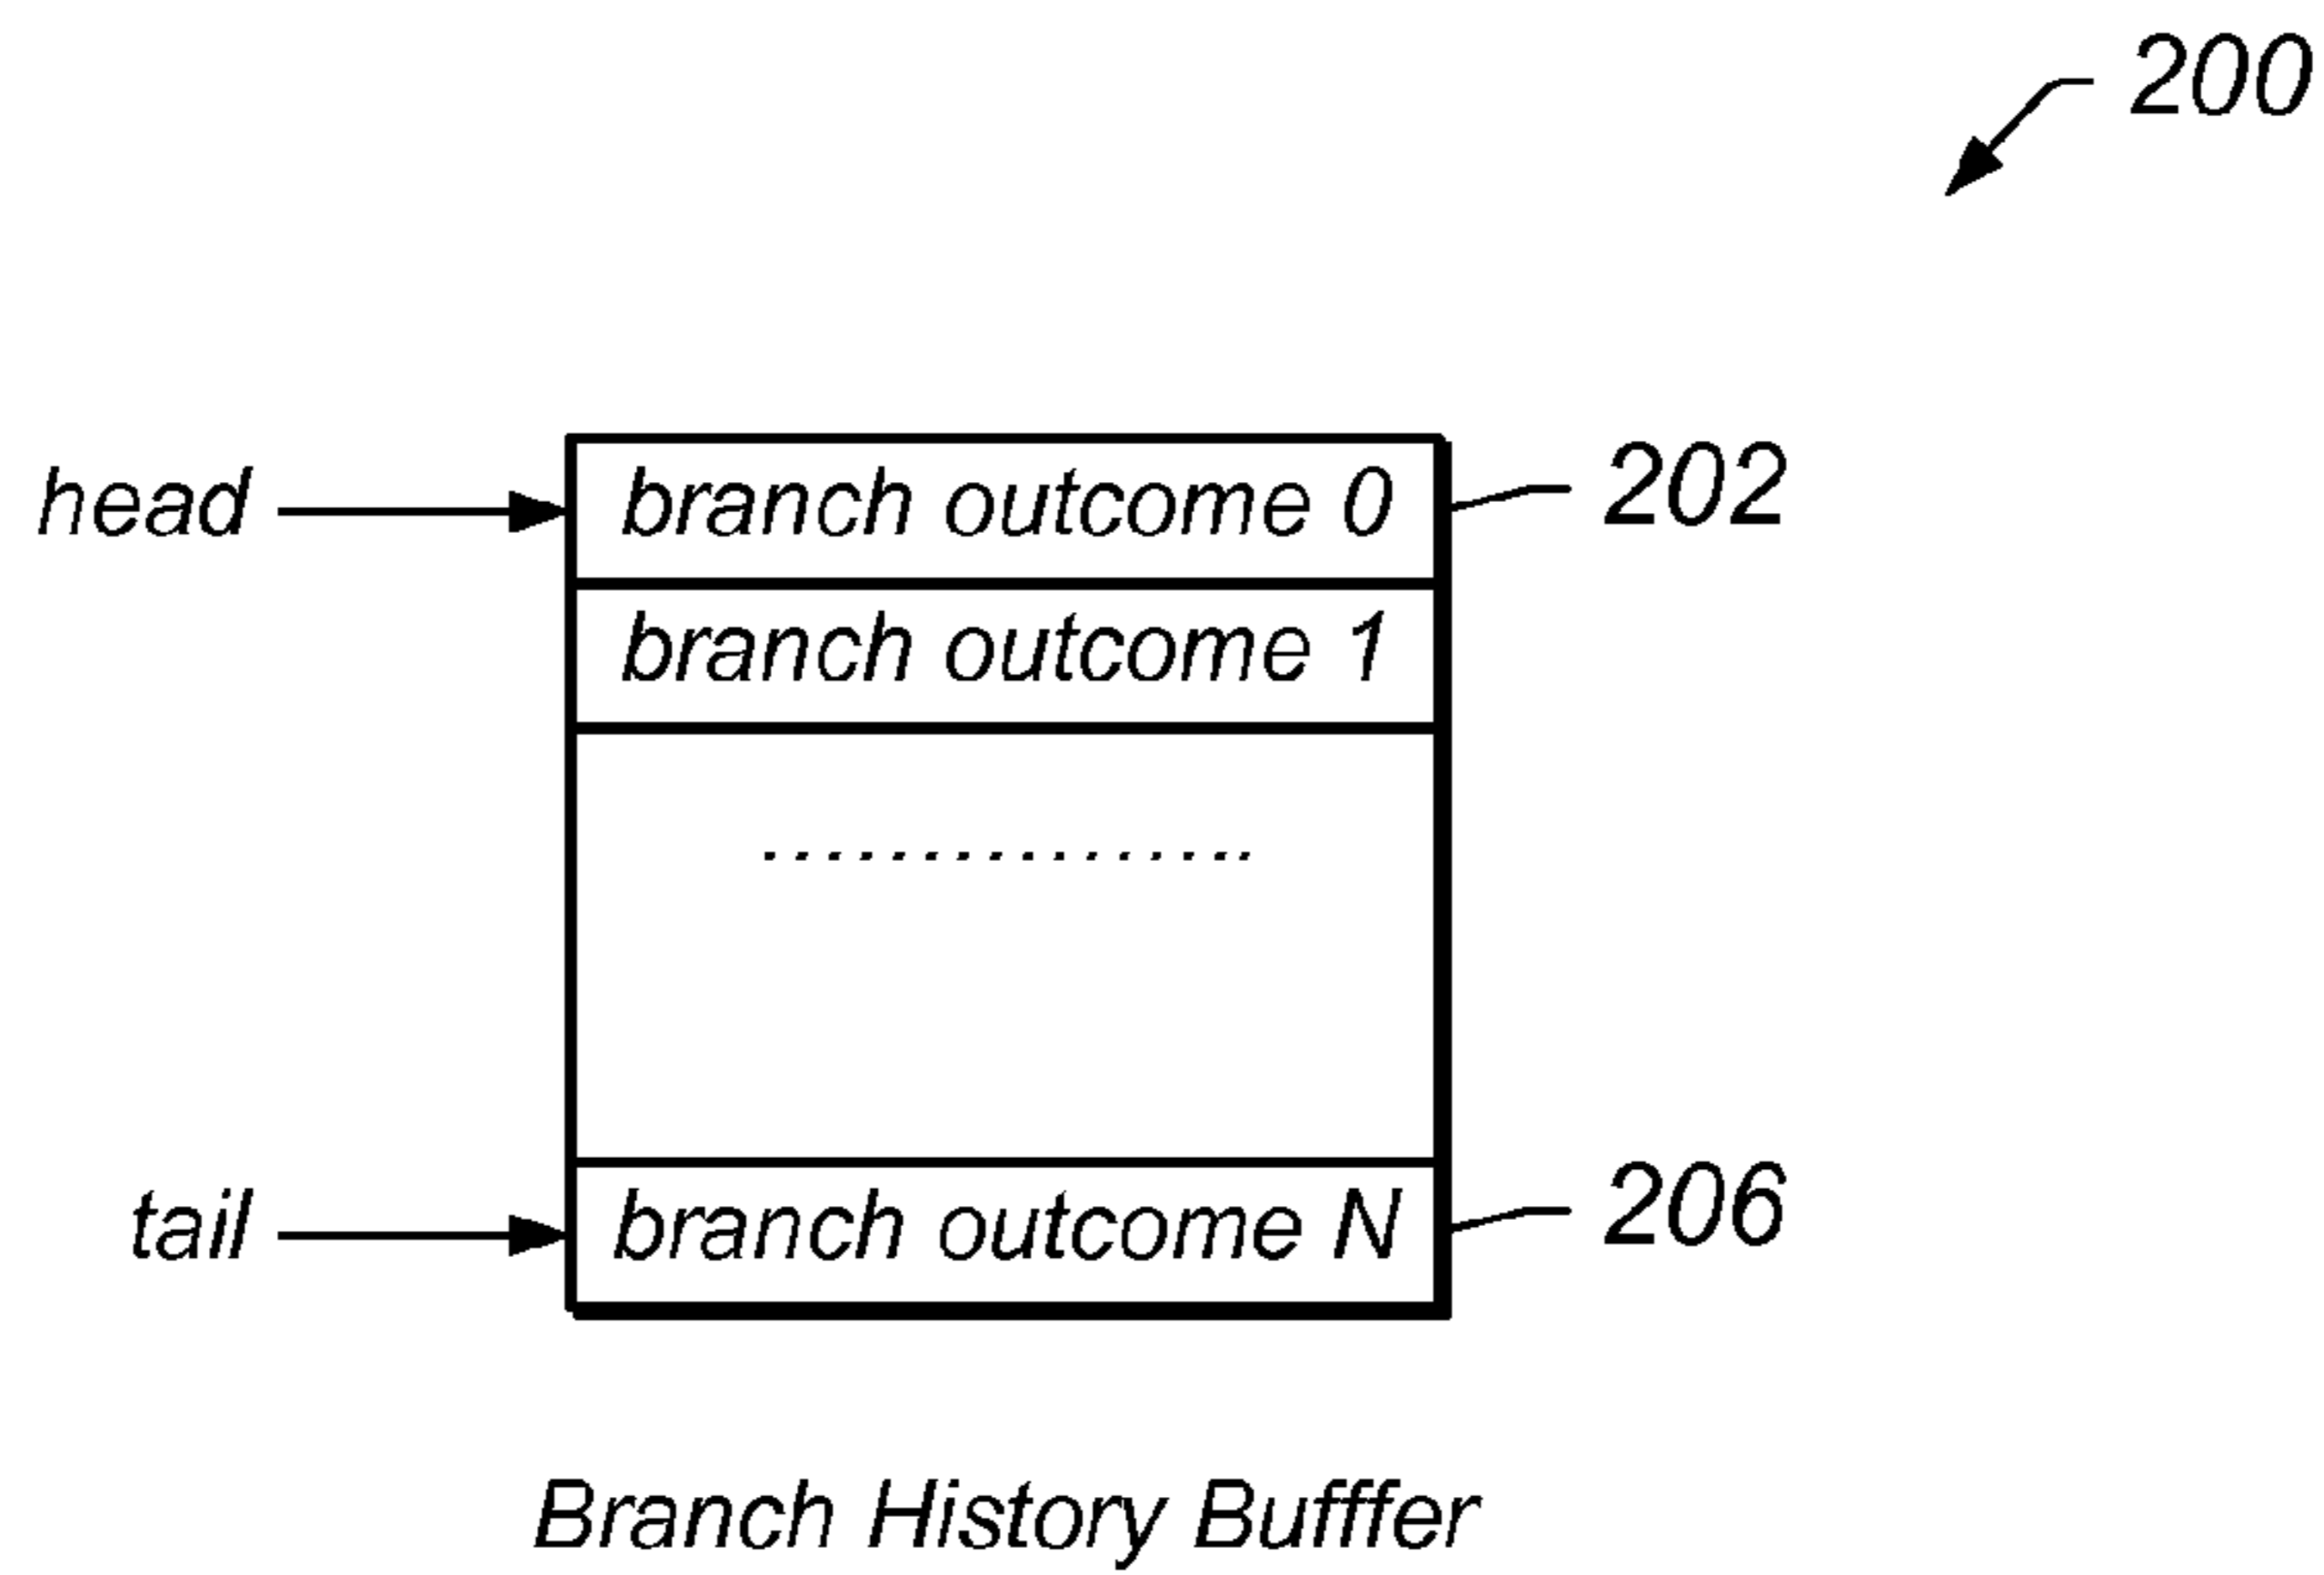 200
head branch outcome 0 202
branch outcome 1
................
tail branch outcome N 206
Branch History Bufffer